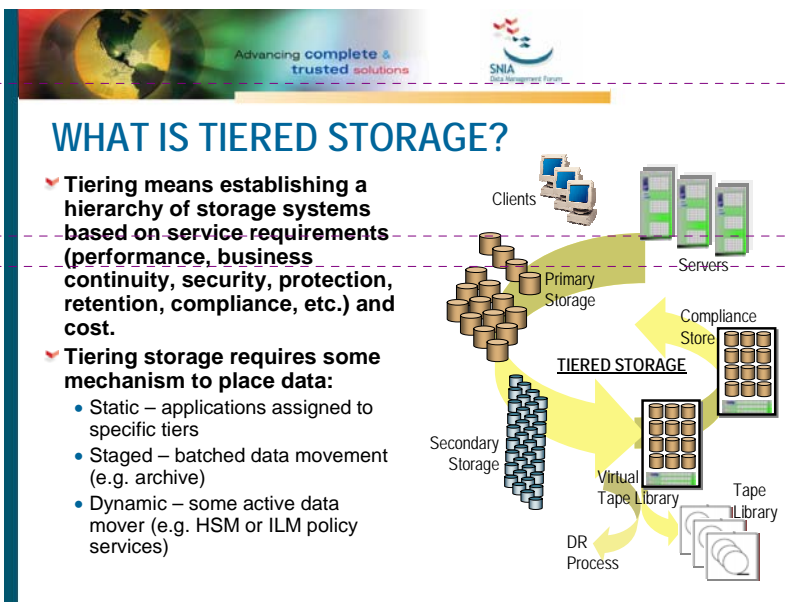 Advancing complete &
trusted solutions
SNIA
Data Management Forum
WHAT IS TIERED STORAGE?
Tiering means establishing a
hierarchy of storage systems
based on service requirements
(performance, business
continuity, security, protection,
retention, compliance, etc.) and
cost.
Tiering storage requires some
mechanism to place data:
• Static – applications assigned to
specific tiers
• Staged – batched data movement
(e.g. archive)
• Dynamic – some active data
mover (e.g. HSM or ILM policy
services)
Clients
Servers
Primary
Storage
Compliance
Store
TIERED STORAGE
Secondary
Storage
Virtual
Tape Library
Tape
Library
DR
Process